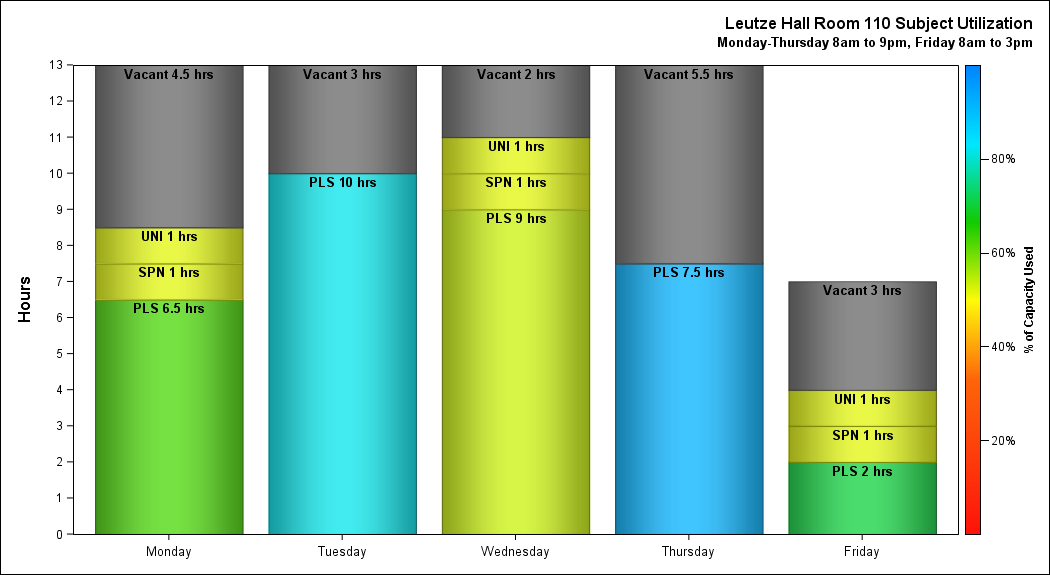 Leutze Hall Room 110 Subject Utilization
Monday-Thursday 8am to 9pm, Friday 8am to 3pm
Hours
13
12
11
10
9
8
7
6
5
4
3
2
1
0
Vacant 4.5 hrs
UNI 1 hrs
SPN 1 hrs
PLS 6.5 hrs
Vacant 3 hrs
PLS 10 hrs
Vacant 2 hrs
UNI 1 hrs
SPN 1 hrs
PLS 9 hrs
Vacant 5.5 hrs
PLS 7.5 hrs
Vacant 3 hrs
UNI 1 hrs
SPN 1 hrs
PLS 2 hrs
Monday
Tuesday
Wednesday
Thursday
Friday
80%
60%
40%
20%
% of Capacity Used